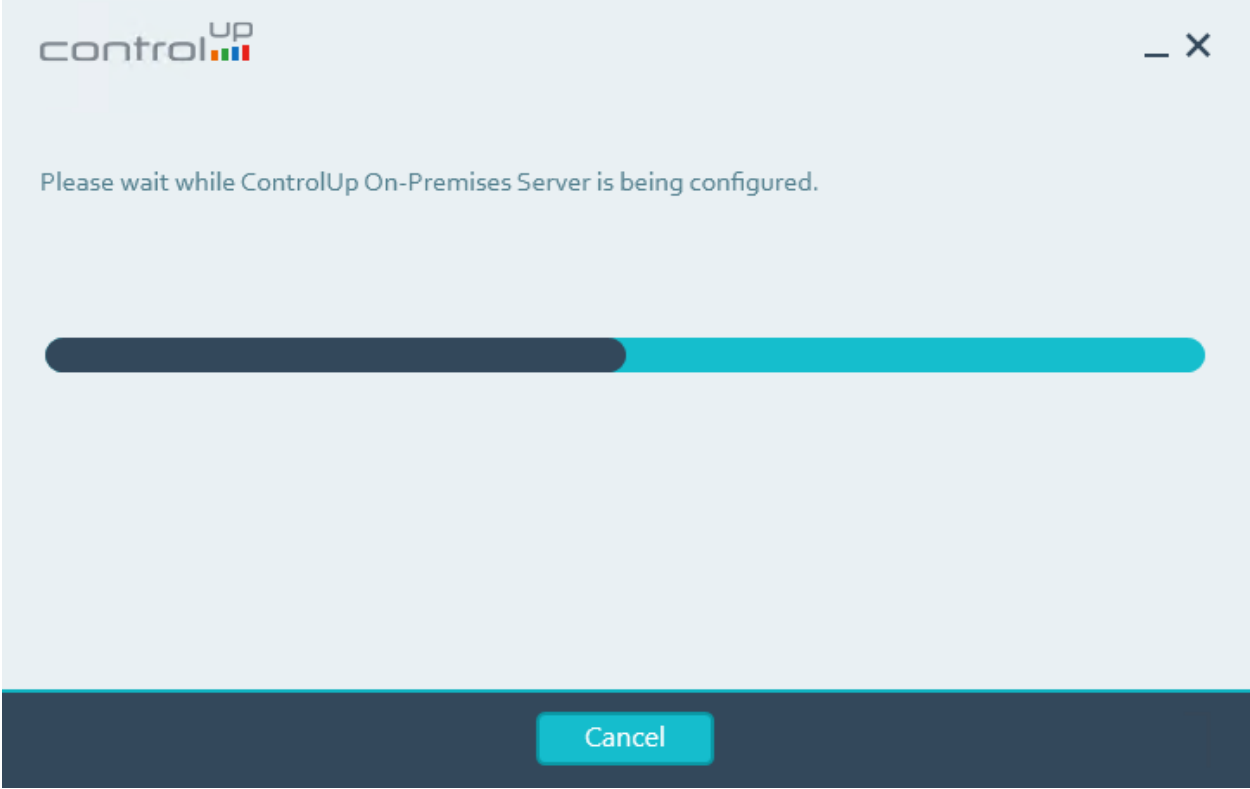 controlUP
Please wait while ControlUp On-Premises Server is being configured.
Cancel